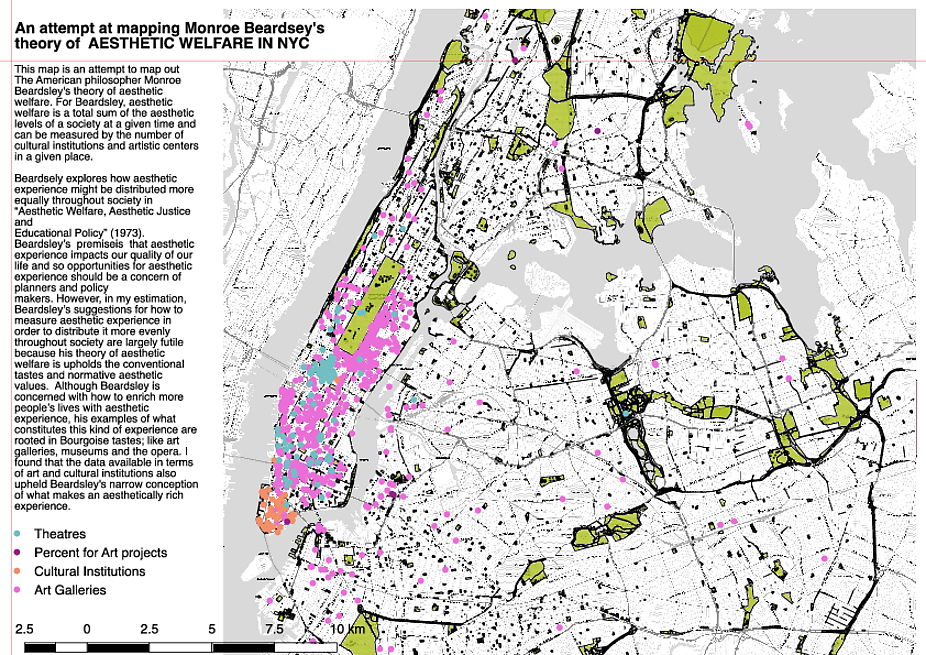 An attempt at mapping Monroe Beardsey's
theory of AESTHETIC WELFARE IN NYC
This map is an attempt to map out
The American philosopher Monroe
Beardsley's theory of aesthetic
welfare. For Beardsley, aesthetic
welfare is a total sum of the aesthetic
levels of a society at a given time and
can be measured by the number of
cultural institutions and artistic centers
in a given place.
Beardsely explores how aesthetic
experience might be distributed more
equally throughout society in
"Aesthetic Welfare, Aesthetic Justice
and
Educational Policy" (1973).
Beardsley's premiseis that aesthetic
experience impacts our quality of our
life and so opportunities for aesthetic
experience should be a concern of
planners and policy
makers. However, in my estimation,
Beardsley's suggestions for how to
measure aesthetic experience in
order to distribute it more evenly
throughout society are largely futile
because his theory of aesthetic
welfare is upholds the conventional
tastes and normative aesthetic
values. Although Beardsley is
concerned with how to enrich more
people's lives with aesthetic
experience, his examples of what
constitutes this kind of experience are
rooted in Bourgoise tastes; like art
galleries, museums and the opera. I
found that the data available in terms
of art and cultural institutions also
upheld Beardsley's narrow conception
of what makes an aesthetically rich
experience.
Theatres
Percent for Art projects
Cultural Institutions
Art Galleries
2.5 0 2.5 5 7.5 10 km